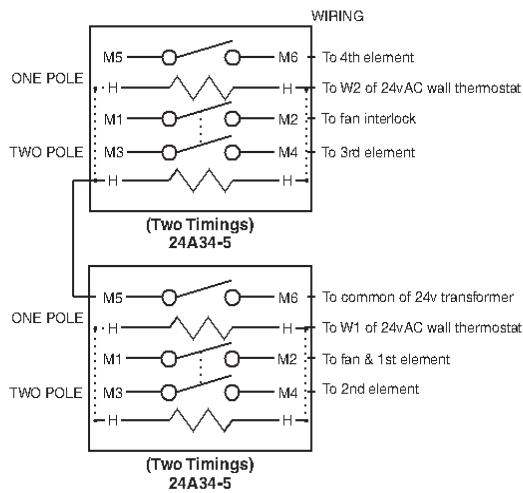 WIRING
M5 M6 To 4th element
ONE POLE
H H To W2 of 24vAC wall thermostat
M1 M2 To fan interlock
TWO POLE M3 M4 To 3rd element
H H
(Two Timings)
24A34-5
M5 M6 To common of 24v transformer
ONE POLE
H H To W1 of 24vAC wall thermostat
M1 M2 To fan & 1st element
TWO POLE M3 M4 To 2nd element
H H
(Two Timings)
24A34-5